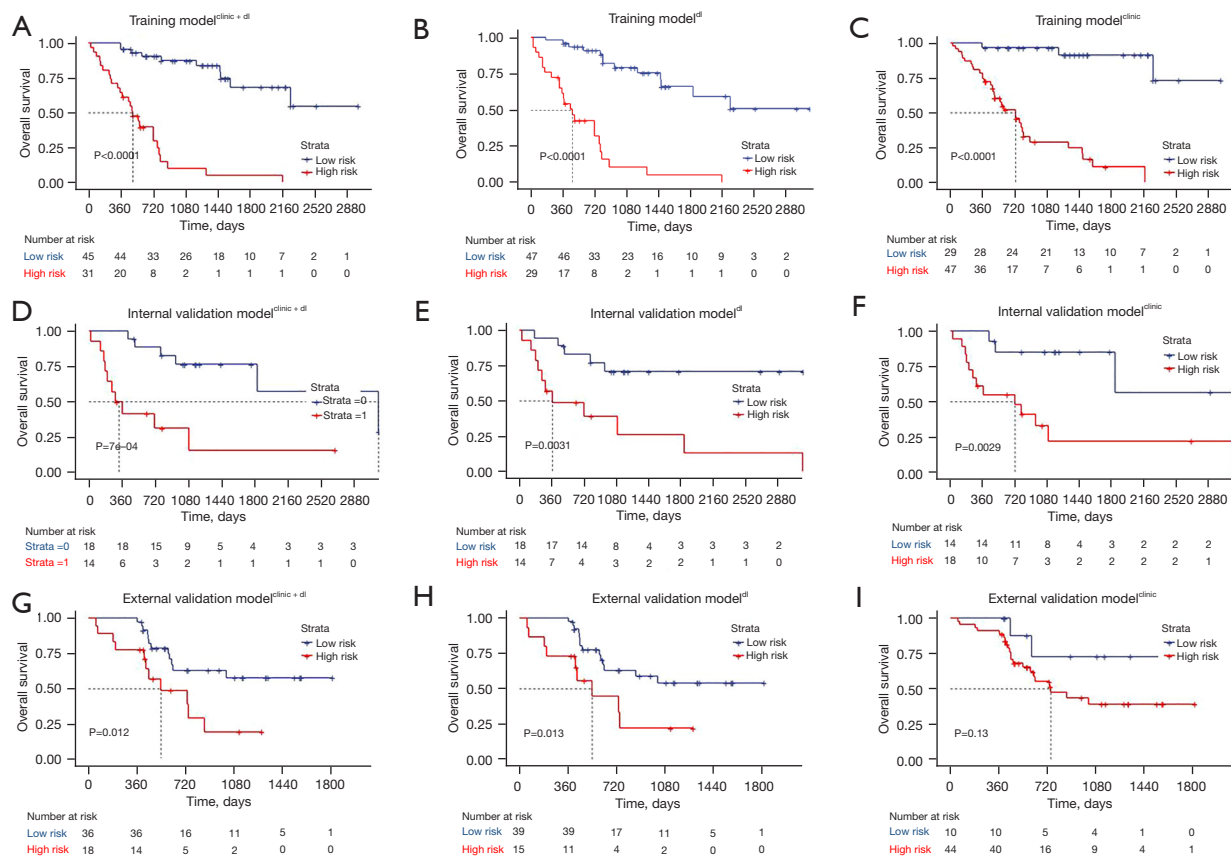 A
Training model^clinic + dl
Overall survival
1.00
0.75
0.50
0.25
0.00
P<0.0001
Strata
Low risk
High risk
0 360 720 1080 1440 1800 2160 2520 2880
Time, days
Number at risk
Low risk 45 44 33 26 18 10 7 2 1
High risk 31 20 8 2 1 1 1 0 0
B
Training model^dl
Overall survival
1.00
0.75
0.50
0.25
0.00
P<0.0001
Strata
Low risk
High risk
0 360 720 1080 1440 1800 2160 2520 2880
Time, days
Number at risk
Low risk 47 46 33 23 16 10 9 3 2
High risk 29 17 8 2 1 1 1 0 0
C
Training model^clinic
Overall survival
1.00
0.75
0.50
0.25
0.00
P<0.0001
Strata
Low risk
High risk
0 360 720 1080 1440 1800 2160 2520 2880
Time, days
Number at risk
Low risk 29 28 24 21 13 10 7 2 1
High risk 47 36 17 7 6 1 1 0 0
D
Internal validation model^clinic + dl
Overall survival
1.00
0.75
0.50
0.25
0.00
P=7e-04
Strata
Strata =0
Strata =1
0 360 720 1080 1440 1800 2160 2520 2880
Time, days
Number at risk
Strata =0 18 18 15 9 5 4 3 3 3
Strata =1 14 6 3 2 1 1 1 1 0
E
Internal validation model^dl
Overall survival
1.00
0.75
0.50
0.25
0.00
P=0.0031
Strata
Low risk
High risk
0 360 720 1080 1440 1800 2160 2520 2880
Time, days
Number at risk
Low risk 18 17 14 8 4 3 3 3 2
High risk 14 7 4 3 2 2 1 1 0
F
Internal validation model^clinic
Overall survival
1.00
0.75
0.50
0.25
0.00
P=0.0029
Strata
Low risk
High risk
0 360 720 1080 1440 1800 2160 2520 2880
Time, days
Number at risk
Low risk 14 14 11 8 4 3 2 2 2
High risk 18 10 7 3 2 2 2 2 1
G
External validation model^clinic + dl
Overall survival
1.00
0.75
0.50
0.25
0.00
P=0.012
Strata
Low risk
High risk
0 360 720 1080 1440 1800
Time, days
Number at risk
Low risk 36 36 16 11 5 1
High risk 18 14 5 2 0 0
H
External validation model^dl
Overall survival
1.00
0.75
0.50
0.25
0.00
P=0.013
Strata
Low risk
High risk
0 360 720 1080 1440 1800
Time, days
Number at risk
Low risk 39 39 17 11 5 1
High risk 15 11 4 2 0 0
I
External validation model^clinic
Overall survival
1.00
0.75
0.50
0.25
0.00
P=0.13
Strata
Low risk
High risk
0 360 720 1080 1440 1800
Time, days
Number at risk
Low risk 10 10 5 4 1 0
High risk 44 40 16 9 4 1